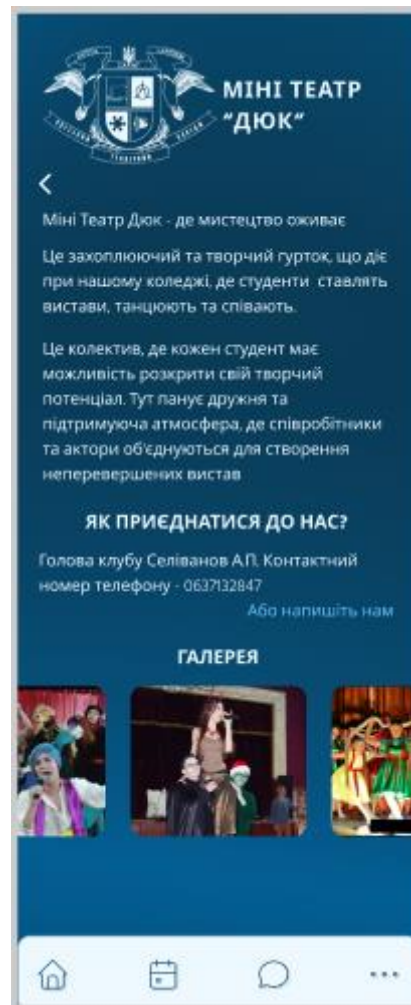 МІНІ ТЕАТР
“ДЮК”
Міні Театр Дюк - де мистецтво оживає
Це захоплюючий та творчий гурток, що діє
при нашому коледжі, де студенти ставлять
вистави, танцюють та співають.
Це колектив, де кожен студент має
можливість розкрити свій творчий
потенціал. Тут панує дружня та
підтримуюча атмосфера, де співробітники
та актори об'єднуються для створення
неперевершених вистав
ЯК ПРИЄДНАТИСЯ ДО НАС?
Голова клубу Селіванов А.П. Контактний
номер телефону - 0637132847
Або напишіть нам
ГАЛЕРЕЯ